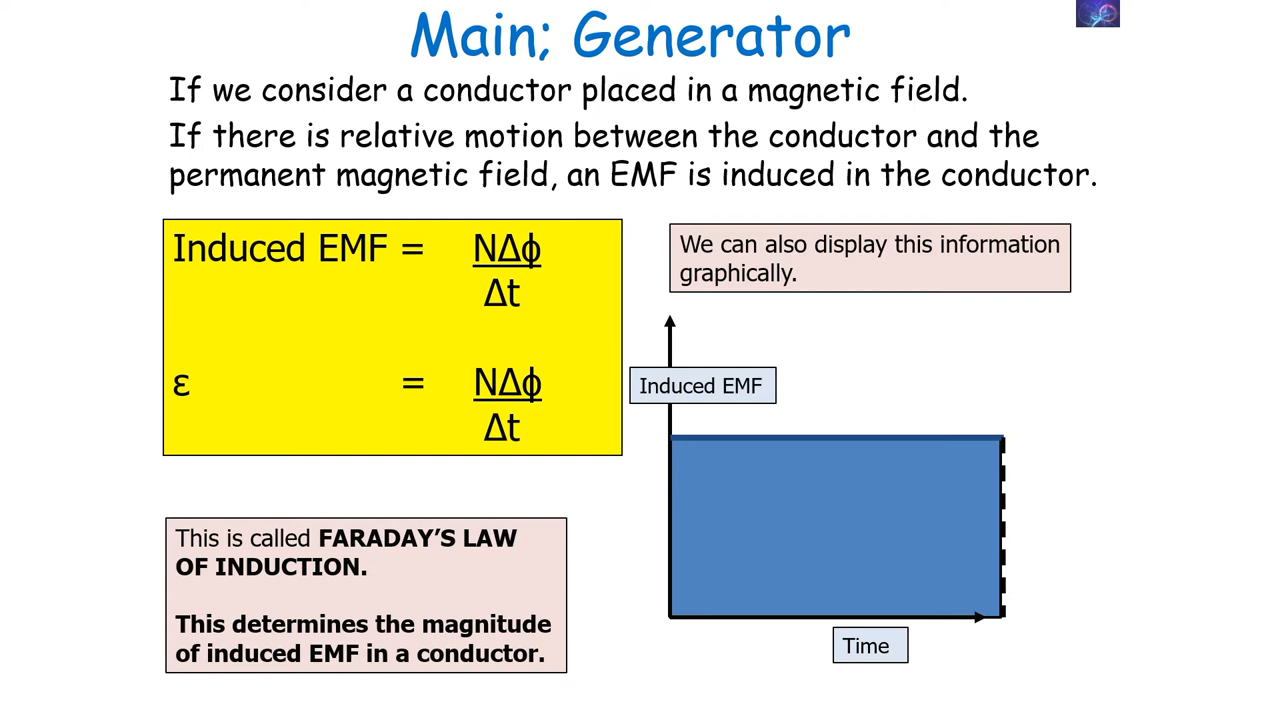 Main; Generator
If we consider a conductor placed in a magnetic field.
If there is relative motion between the conductor and the
permanent magnetic field, an EMF is induced in the conductor.
Induced EMF = NΔϕ
Δt
ε = NΔϕ
Δt
We can also display this information
graphically.
Induced EMF
Time
This is called FARADAY’S LAW
OF INDUCTION.
This determines the magnitude
of induced EMF in a conductor.